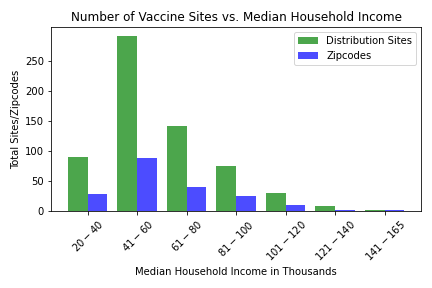 Number of Vaccine Sites vs. Median Household Income
Distribution Sites
Zipcodes
Total Sites/Zipcodes
250
200
150
100
50
0
20−40
41−60
61−80
81−100
101−120
121−140
141−165
Median Household Income in Thousands